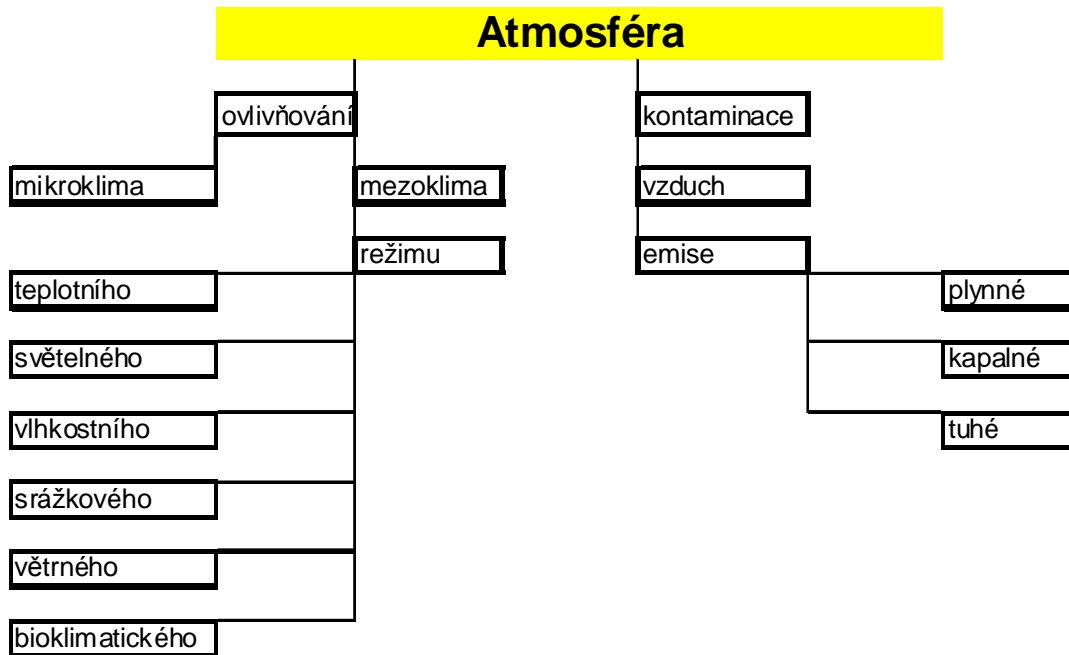 Atmosféra
ovlivňování
kontaminace
mikroklima
mezoklima
vzduch
režimu
emise
teplotního
plynné
světelného
kapalné
vlhkostního
tuhé
srážkového
větrného
bioklimatického